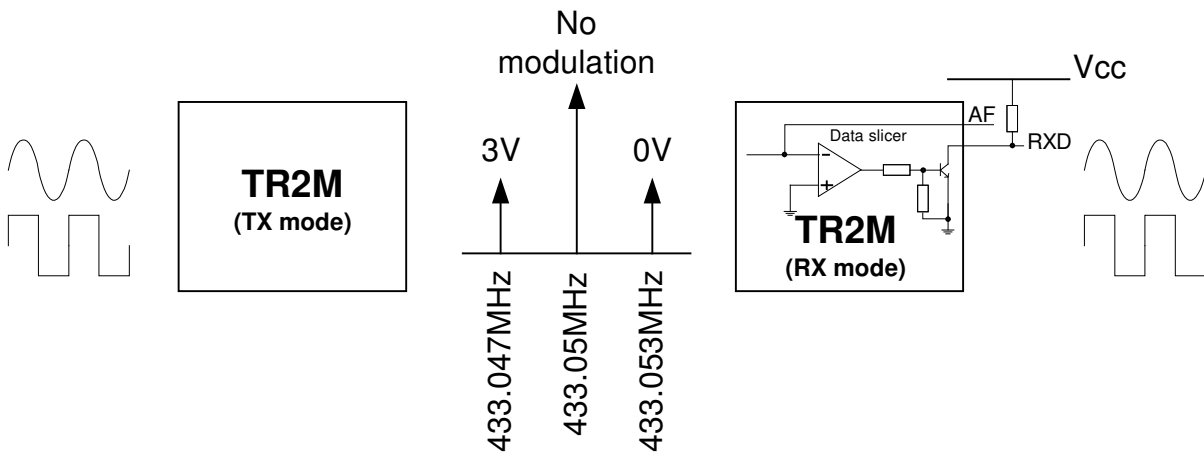 TR2M
(TX mode)
No
modulation
3V
0V
433.047MHz
433.05MHz
433.053MHz
Vcc
AF
RXD
Data slicer
TR2M
(RX mode)